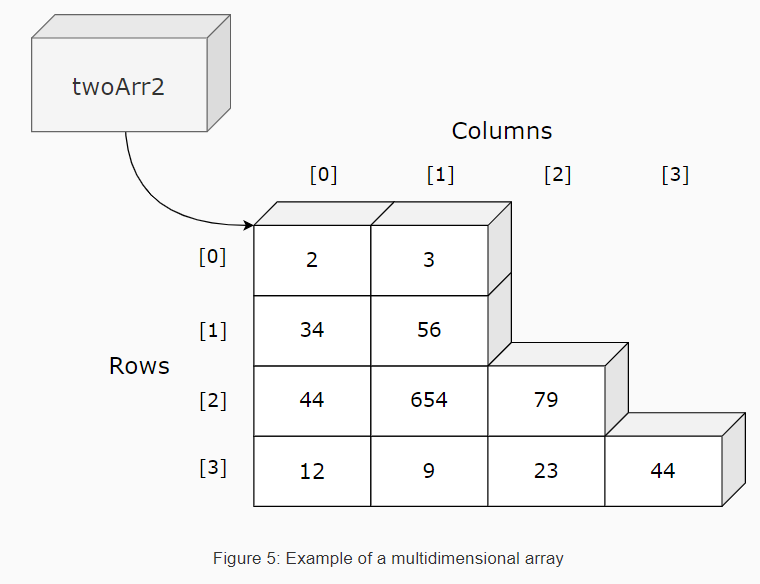 twoArr2
Columns
[0] [1] [2] [3]
[0] 2 3
[1] 34 56
Rows
[2] 44 654 79
[3] 12 9 23 44
Figure 5: Example of a multidimensional array